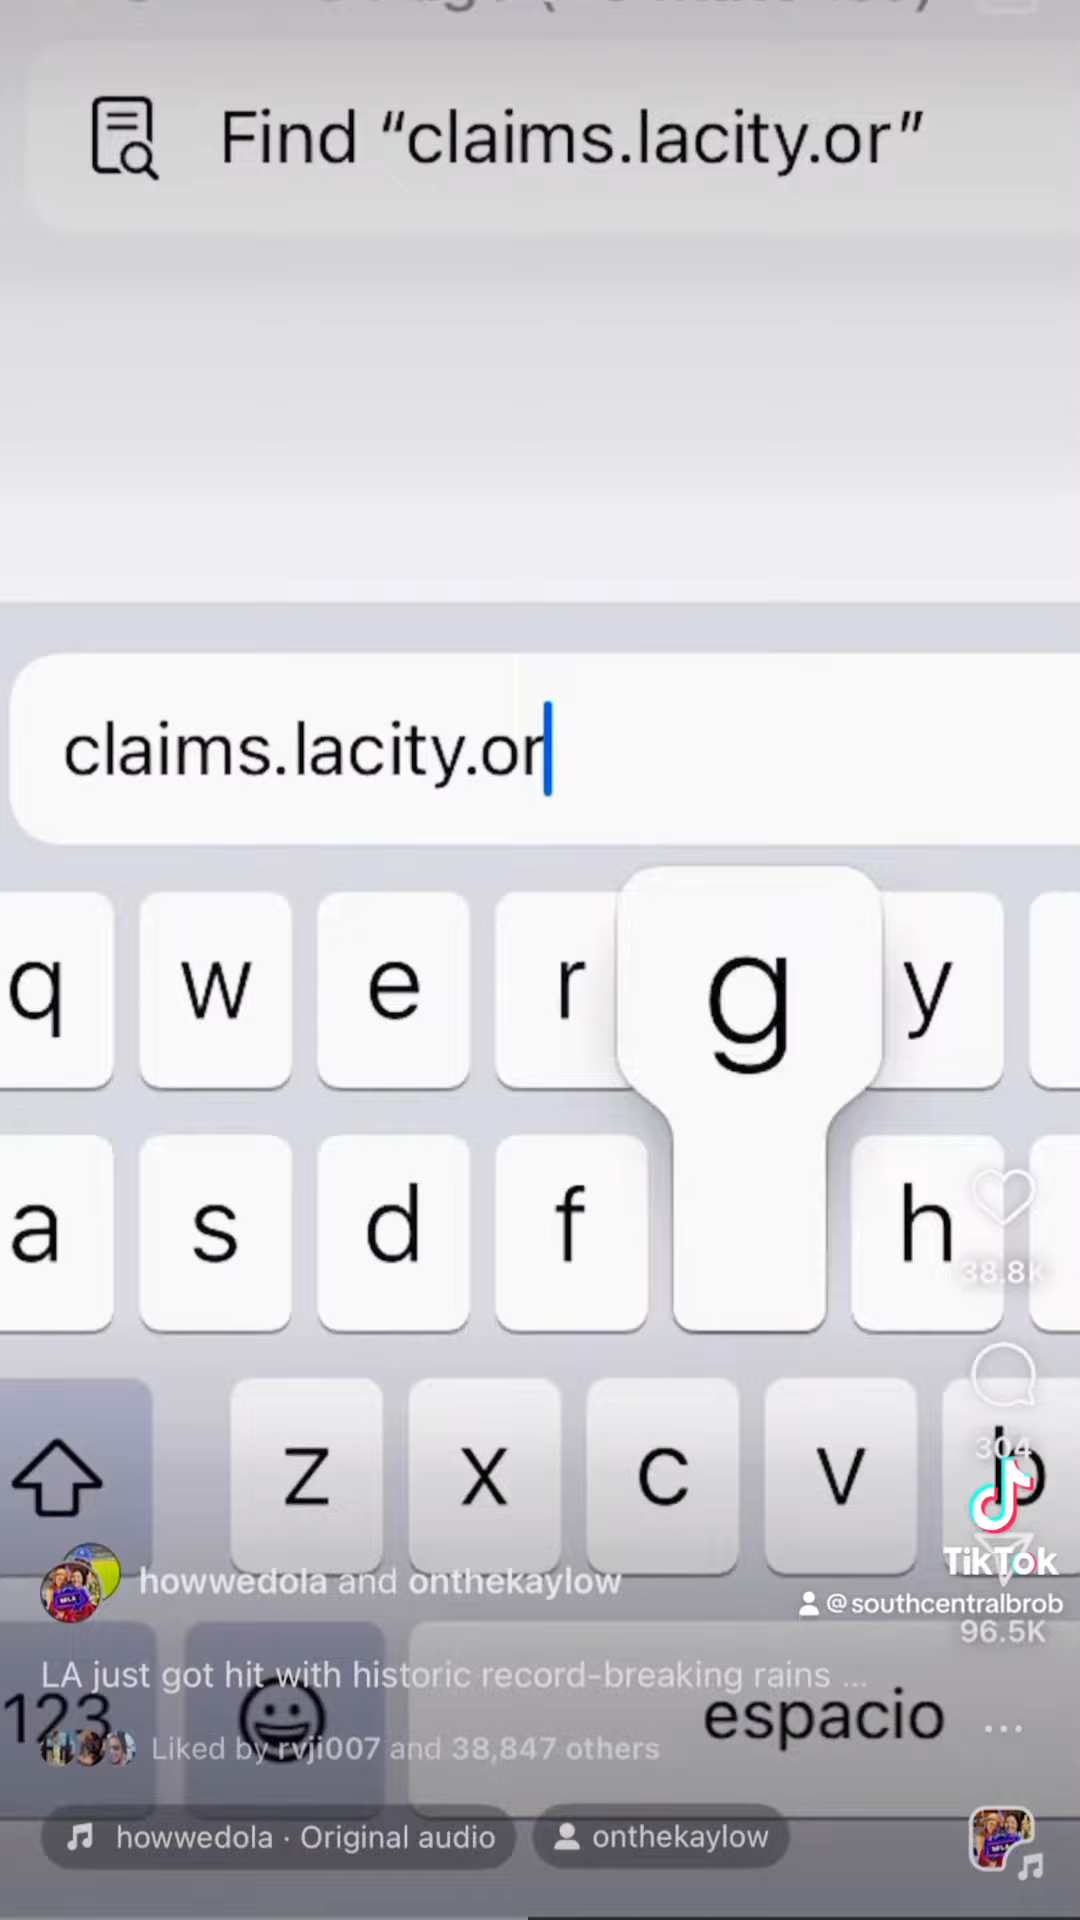 Find “claims.lacity.or”
claims.lacity.or
q w e r g y
a s d f h
38.8K
z x c v b
304
TikTok
howwedola and onthekaylow
@southcentralbrob
96.5K
LA just got hit with historic record-breaking rains ...
123 espacio
Liked by rvji007 and 38,847 others
howwedola · Original audio
onthekaylow